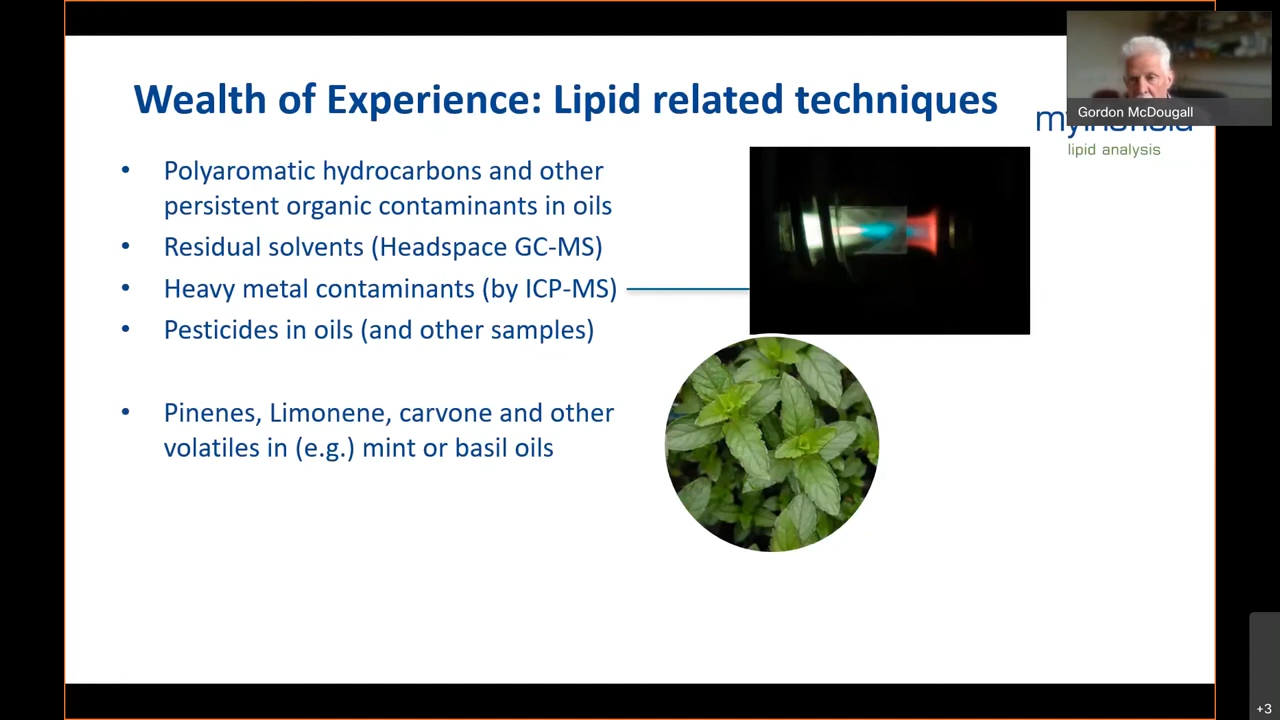 Wealth of Experience: Lipid related techniques
Gordon McDougall
lipid analysis
• Polyaromatic hydrocarbons and other
persistent organic contaminants in oils
• Residual solvents (Headspace GC-MS)
• Heavy metal contaminants (by ICP-MS)
• Pesticides in oils (and other samples)
• Pinenes, Limonene, carvone and other
volatiles in (e.g.) mint or basil oils
+3